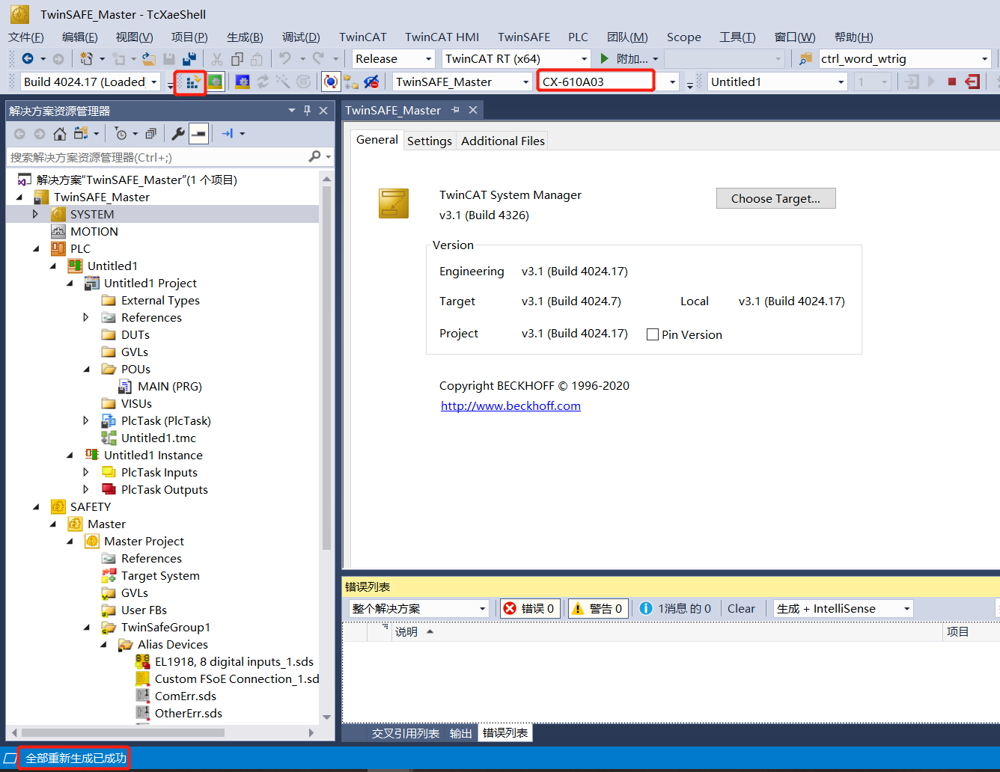 TwinSAFE_Master - TcXaeShell
文件(F) 编辑(E) 视图(V) 项目(P) 生成(B) 调试(D) TwinCAT TwinCAT HMI TwinSAFE PLC 团队(M) Scope 工具(T) 窗口(W) 帮助(H)
Release TwinCAT RT (x64) 附加... ctrl_word_wtrig
Build 4024.17 (Loaded) TwinSAFE_Master CX-610A03 Untitled1 1
解决方案资源管理器
搜索解决方案资源管理器(Ctrl+;)
解决方案"TwinSAFE_Master"(1 个项目)
TwinSAFE_Master
SYSTEM
MOTION
PLC
Untitled1
Untitled1 Project
External Types
References
DUTs
GVLs
POUs
MAIN (PRG)
VISUs
PlcTask (PlcTask)
Untitled1.tmc
Untitled1 Instance
PlcTask Inputs
PlcTask Outputs
SAFETY
Master
Master Project
References
Target System
GVLs
User FBs
TwinSafeGroup1
Alias Devices
EL1918, 8 digital inputs_1.sds
Custom FSoE Connection_1.sd
ComErr.sds
OtherErr.sds
TwinSAFE_Master
General Settings Additional Files
TwinCAT System Manager
v3.1 (Build 4326)
Choose Target...
Version
Engineering v3.1 (Build 4024.17)
Target v3.1 (Build 4024.7) Local v3.1 (Build 4024.17)
Project v3.1 (Build 4024.17) Pin Version
Copyright BECKHOFF © 1996-2020
http://www.beckhoff.com
错误列表
整个解决方案 错误 0 警告 0 1消息 的 0 Clear 生成 + IntelliSense
说明 项目
交叉引用列表 输出 错误列表
全部重新生成已成功